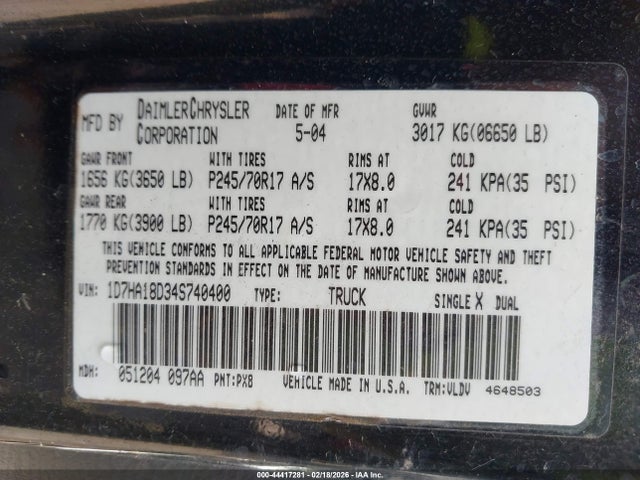 MFD BY DAIMLERCHRYSLER CORPORATION DATE OF MFR 5-04 GVWR 3017 KG(06650 LB)
GAWR FRONT WITH TIRES RIMS AT COLD
1656 KG(3650 LB) P245/70R17 A/S 17X8.0 241 KPA(35 PSI)
GAWR REAR WITH TIRES RIMS AT COLD
1770 KG(3900 LB) P245/70R17 A/S 17X8.0 241 KPA(35 PSI)
THIS VEHICLE CONFORMS TO ALL APPLICABLE FEDERAL MOTOR VEHICLE SAFETY AND THEFT
PREVENTION STANDARDS IN EFFECT ON THE DATE OF MANUFACTURE SHOWN ABOVE.
VIN: 1D7HA18D34S740400 TYPE: TRUCK SINGLE X DUAL
MDH: 051204 097AA PNT:PX8 VEHICLE MADE IN U.S.A. TRM:VLDV 4648503
000-44417281 - 02/18/2026 - IAA Inc.